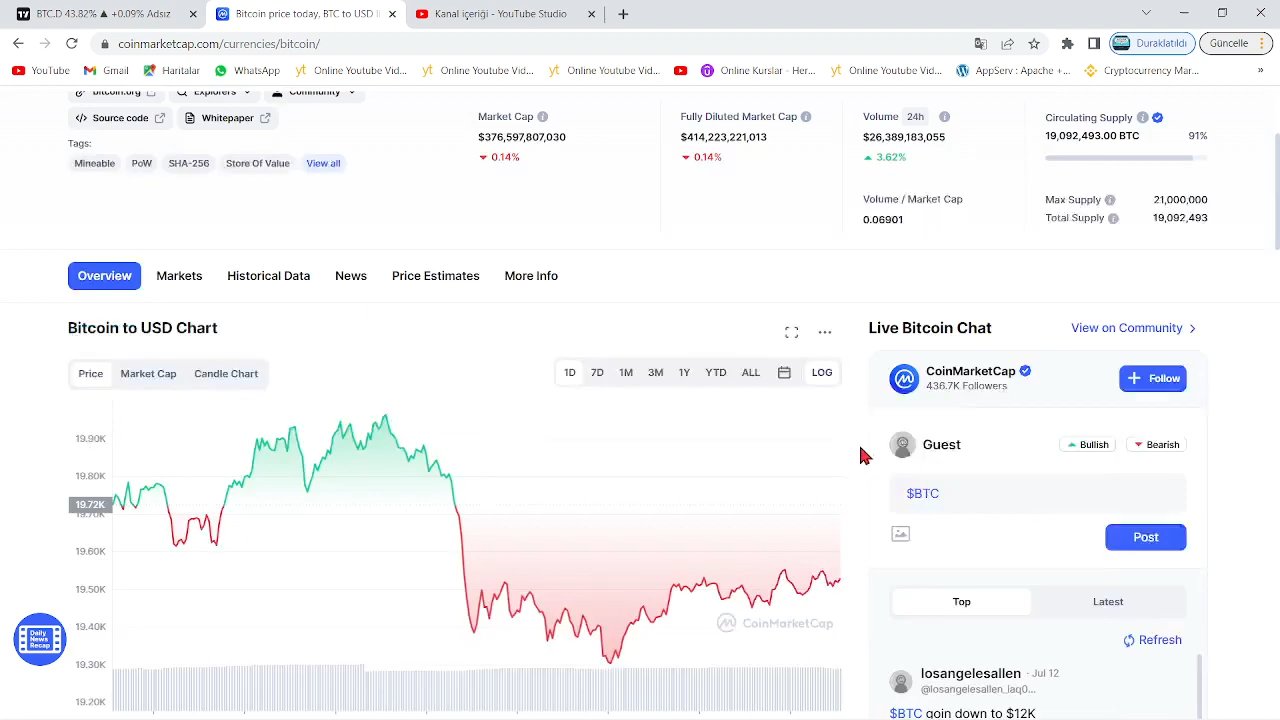 BTC.D 43.82% ▲ +0.09% Adsız
Bitcoin price today, BTC to USD li
Kanal içeriği - YouTube Studio
coinmarketcap.com/currencies/bitcoin/
Duraklatıldı
Güncelle
YouTube
Gmail
Haritalar
WhatsApp
Online Youtube Vid...
Online Youtube Vid...
Online Youtube Vid...
Online Kurslar - Her...
Online Youtube Vid...
AppServ : Apache +...
Cryptocurrency Mar...
»
bitcoin.org
Explorers
Community
Source code
Whitepaper
Tags:
Mineable
PoW
SHA-256
Store Of Value
View all
Market Cap
$376,597,807,030
0.14%
Fully Diluted Market Cap
$414,223,221,013
0.14%
Volume 24h
$26,389,183,055
3.62%
Volume / Market Cap
0.06901
Circulating Supply
19,092,493.00 BTC 91%
Max Supply 21,000,000
Total Supply 19,092,493
Overview
Markets
Historical Data
News
Price Estimates
More Info
Bitcoin to USD Chart
Price
Market Cap
Candle Chart
1D
7D
1M
3M
1Y
YTD
ALL
LOG
19.90K
19.80K
19.72K
19.70K
19.60K
19.50K
19.40K
19.30K
19.20K
CoinMarketCap
Daily
News
Recap
Live Bitcoin Chat
View on Community
CoinMarketCap
436.7K Followers
+ Follow
Guest
Bullish
Bearish
$BTC
Post
Top
Latest
Refresh
losangelesallen · Jul 12
@losangelesallen_iaq0...
$BTC goin down to $12K